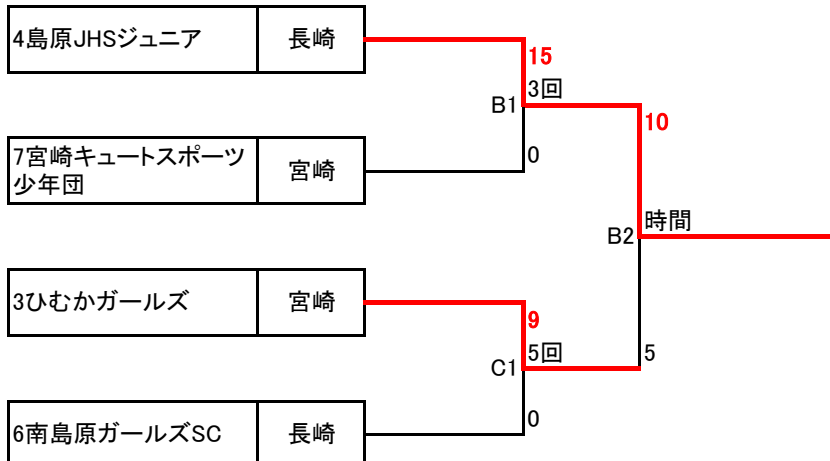 4島原JHSジュニア
長崎
15
3回
B1
10
0
7宮崎キュートスポーツ
少年団
宮崎
時間
B2
3ひむかガールズ
宮崎
9
5回
5
C1
0
6南島原ガールズSC
長崎